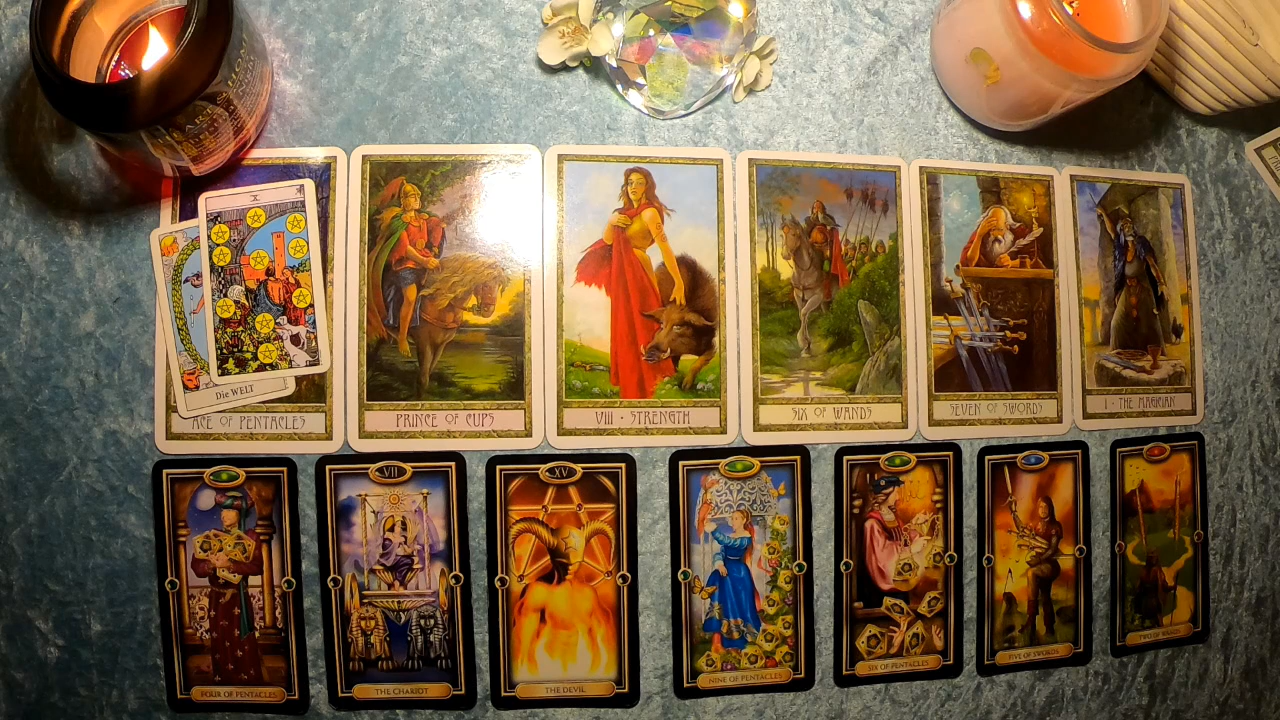 X
Die WELT
ACE OF PENTACLES
PRINCE OF CUPS
VIII • STRENGTH
SIX OF WANDS
SEVEN OF SWORDS
I • THE MAGICIAN
VII
XV
FOUR OF PENTACLES
THE CHARIOT
THE DEVIL
NINE OF PENTACLES
SIX OF PENTACLES
FIVE OF SWORDS
TWO OF WANDS